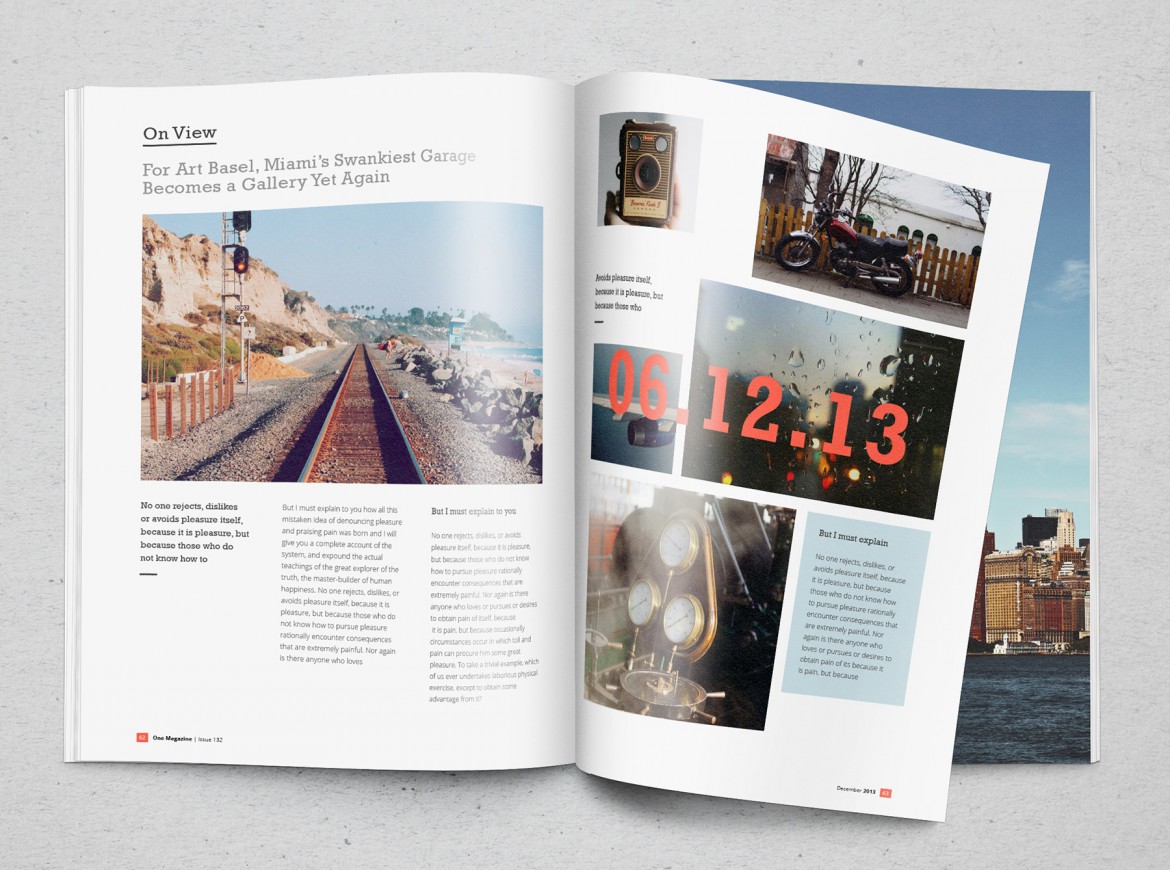 On View
For Art Basel, Miami's Swankiest Garage
Becomes a Gallery Yet Again
No one rejects, dislikes
or avoids pleasure itself,
because it is pleasure, but
because those who do
not know how to
But I must explain to you how all this
mistaken idea of denouncing pleasure
and praising pain was born and I will
give you a complete account of the
system, and expound the actual
teachings of the great explorer of the
truth, the master-builder of human
happiness. No one rejects, dislikes, or
avoids pleasure itself, because it is
pleasure, but because those who do
not know how to pursue pleasure
rationally encounter consequences
that are extremely painful. Nor again
is there anyone who loves
But I must explain to you
No one rejects, dislikes, or avoids
pleasure itself, because it is pleasure,
but because those who do not know
how to pursue pleasure rationally
encounter consequences that are
extremely painful. Nor again is there
anyone who loves or pursues or desires
to obtain pain of itself, because
it is pain, but because occasionally
circumstances occur in which toil and
pain can procure him some great
pleasure. To take a trivial example, which
of us ever undertakes laborious physical
exercise, except to obtain some
advantage from it?
62 One Magazine | Issue 132
Avoids pleasure itself,
because it is pleasure, but
because those who
06.12.13
But I must explain
No one rejects, dislikes, or
avoids pleasure itself, because
it is pleasure, but because
those who do not know how
to pursue pleasure rationally
encounter consequences that
are extremely painful. Nor
again is there anyone who
loves or pursues or desires to
obtain pain of its because it
is pain, but because
December 2013 63